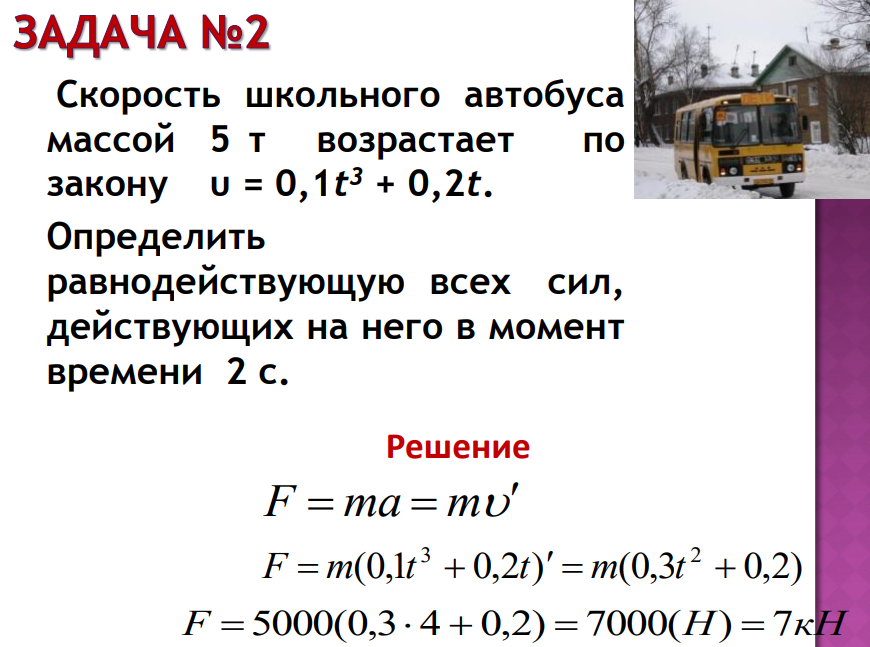 ЗАДАЧА №2
Скорость школьного автобуса
массой 5 т возрастает по
закону υ = 0,1t³ + 0,2t.
Определить
равнодействующую всех сил,
действующих на него в момент
времени 2 с.
Решение
F = ma = mυ′
F = m(0,1t³ + 0,2t)′ = m(0,3t² + 0,2)
F = 5000(0,3 · 4 + 0,2) = 7000(Н) = 7кН